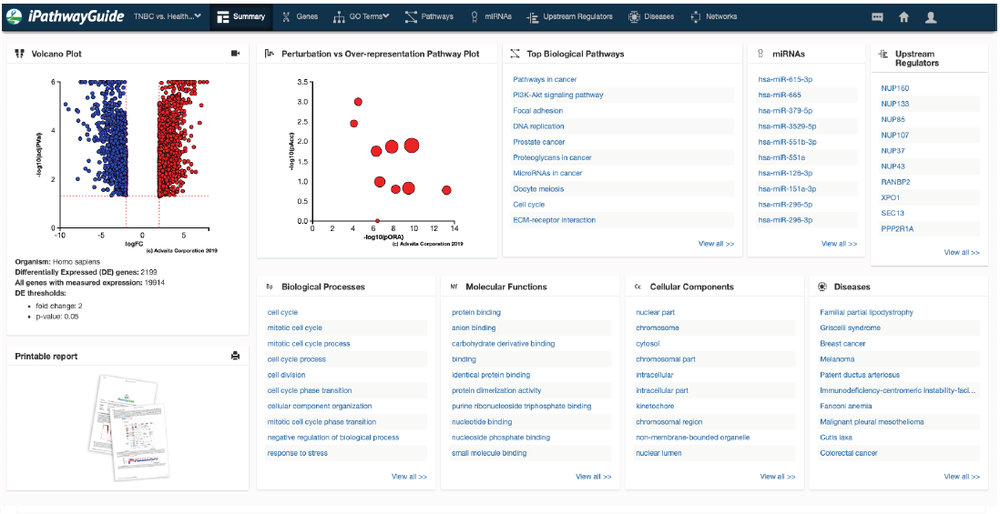 iPathwayGuide TNBC vs. Health... Summary Genes GO Terms Pathways miRNAs Upstream Regulators Diseases Networks
Volcano Plot
6
4
2
0
-log10(adjPVal)
-10 -5 0 5
logFC
(c) Advaita Corporation 2019
Organism: Homo sapiens
Differentially Expressed (DE) genes: 2199
All genes with measured expression: 19914
DE thresholds:
• fold change: 2
• p-value: 0.05
Printable report
Perturbation vs Over-representation Pathway Plot
3.5
3.0
2.5
2.0
1.5
1.0
0.5
0.0
-log10(pAcc)
0 2 4 6 8 10 12 14
-log10(pORA)
(c) Advaita Corporation 2019
Top Biological Pathways
Pathways in cancer
PI3K-Akt signaling pathway
Focal adhesion
DNA replication
Prostate cancer
Proteoglycans in cancer
MicroRNAs in cancer
Oocyte meiosis
Cell cycle
ECM-receptor interaction
View all >>
miRNAs
hsa-miR-615-3p
hsa-miR-665
hsa-miR-379-5p
hsa-miR-3529-5p
hsa-miR-551b-3p
hsa-miR-551a
hsa-miR-126-3p
hsa-miR-151a-3p
hsa-miR-296-5p
hsa-miR-296-3p
View all >>
Upstream
Regulators
NUP160
NUP133
NUP85
NUP107
NUP37
NUP43
RANBP2
XPO1
SEC13
PPP2R1A
View all >>
Bp Biological Processes
cell cycle
mitotic cell cycle
mitotic cell cycle process
cell cycle process
cell division
cell cycle phase transition
cellular component organization
mitotic cell cycle phase transition
negative regulation of biological process
response to stress
View all >>
Mf Molecular Functions
protein binding
anion binding
carbohydrate derivative binding
binding
identical protein binding
protein dimerization activity
purine ribonucleoside triphosphate binding
nucleotide binding
nucleoside phosphate binding
small molecule binding
View all >>
Cc Cellular Components
nuclear part
chromosome
cytosol
chromosomal part
intracellular
intracellular part
kinetochore
chromosomal region
non-membrane-bounded organelle
nuclear lumen
View all >>
Diseases
Familial partial lipodystrophy
Griscelli syndrome
Breast cancer
Melanoma
Patent ductus arteriosus
Immunodeficiency-centromeric instability-faci...
Fanconi anemia
Malignant pleural mesothelioma
Cutis laxa
Colorectal cancer
View all >>